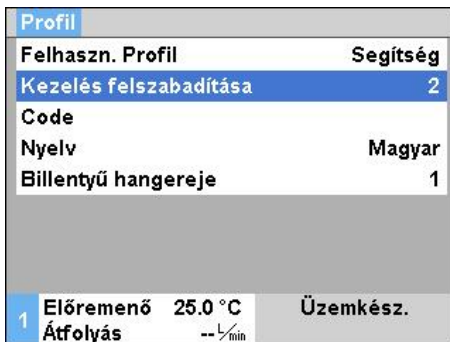 Profil
Felhaszn. Profil Segítség
Kezelés felszabadítása 2
Code
Nyelv Magyar
Billentyű hangereje 1
1 Előremenő 25.0 °C Üzemkész.
Átfolyás -- L/min